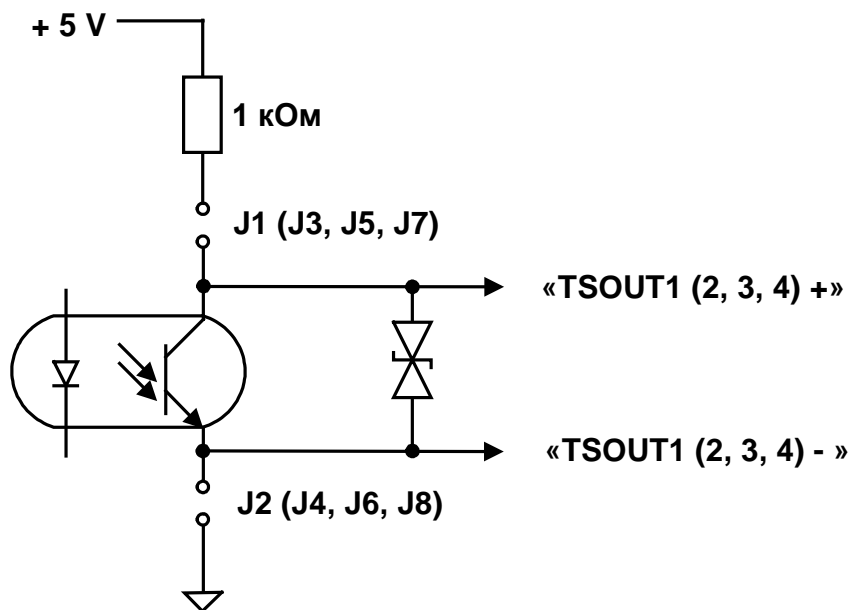 + 5 V
1 кОм
J1 (J3, J5, J7)
«TSOUT1 (2, 3, 4) +»
«TSOUT1 (2, 3, 4) - »
J2 (J4, J6, J8)